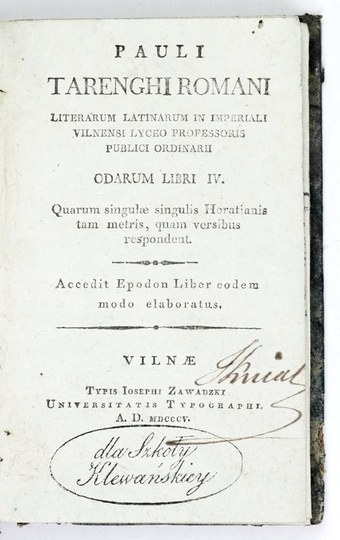 PAULI
TARENGHI ROMANI
LITERARUM LATINARUM IN IMPERIALI
VILNENSI LYCEO PROFESSORIS
PUBLICI ORDINARII
ODARUM LIBRI IV.
Quarum singulæ singulis Horatianis
tam metris, quam versibus
respondent.
Accedit Epodon Liber eodem
modo elaboratus.
VILNÆ
TYPIS IOSEPHI ZAWADZKI
UNIVERSITATIS TYPOGRAPHI.
A. D. MDCCCV.
dla Szkoły
Klewańskiey